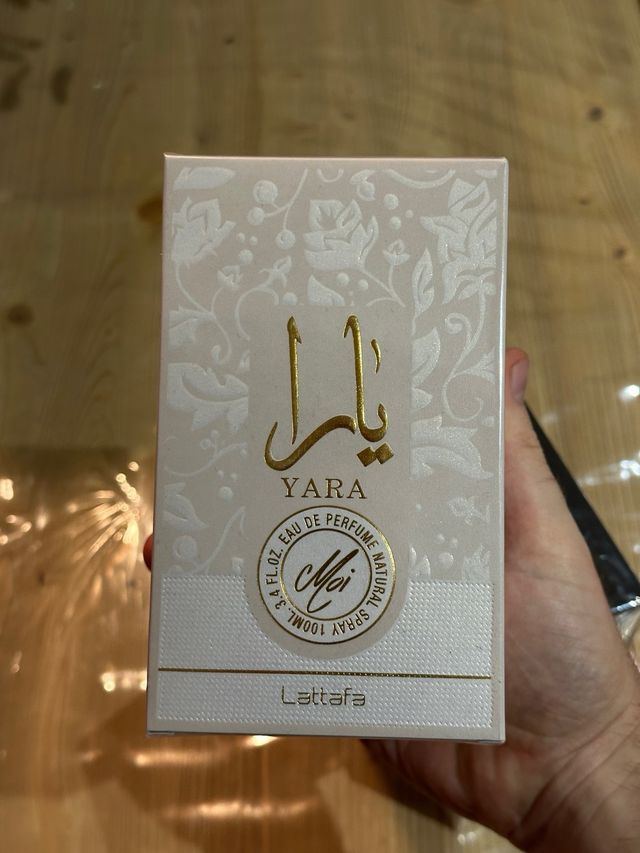 يارا
YARA
EAU DE PERFUME NATURAL SPRAY 100ML. 3.4 FL.OZ.
Moi
Lattafa